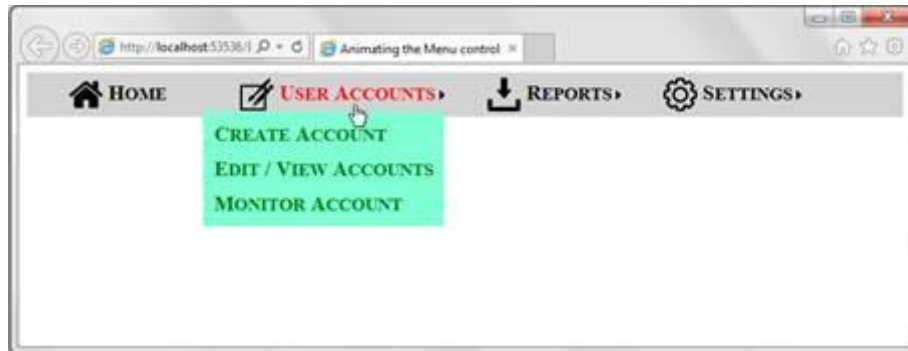 http://localhost:53536/1
Animating the Menu control
HOME USER ACCOUNTS REPORTS SETTINGS
CREATE ACCOUNT
EDIT / VIEW ACCOUNTS
MONITOR ACCOUNT